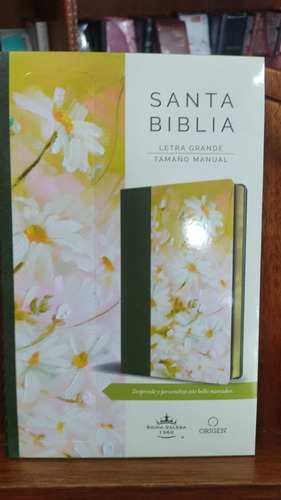 SANTA
BIBLIA
LETRA GRANDE
TAMAÑO MANUAL
Desprende y personaliza este bello marcador.
REINA-VALERA
1960
ORIGEN